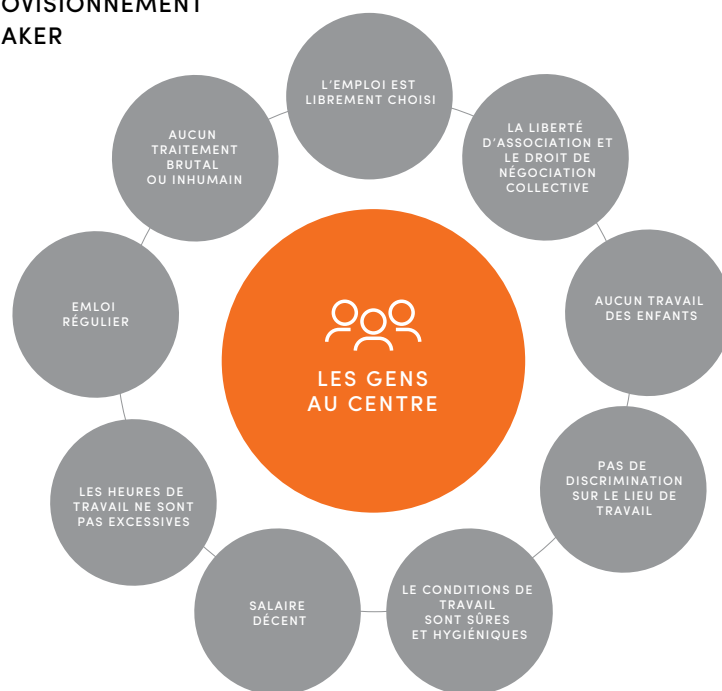 OVISIONNEMENT
AKER
L'EMPLOI EST
LIBREMENT CHOISI
LA LIBERTÉ
D'ASSOCIATION ET
LE DROIT DE
NÉGOCIATION
COLLECTIVE
AUCUN TRAVAIL
DES ENFANTS
PAS DE
DISCRIMINATION
SUR LE LIEU DE
TRAVAIL
LE CONDITIONS DE
TRAVAIL
SONT SÛRES
ET HYGIÉNIQUES
SALAIRE
DÉCENT
LES HEURES DE
TRAVAIL NE SONT
PAS EXCESSIVES
EMLOI
RÉGULIER
AUCUN
TRAITEMENT
BRUTAL
OU INHUMAIN
LES GENS
AU CENTRE